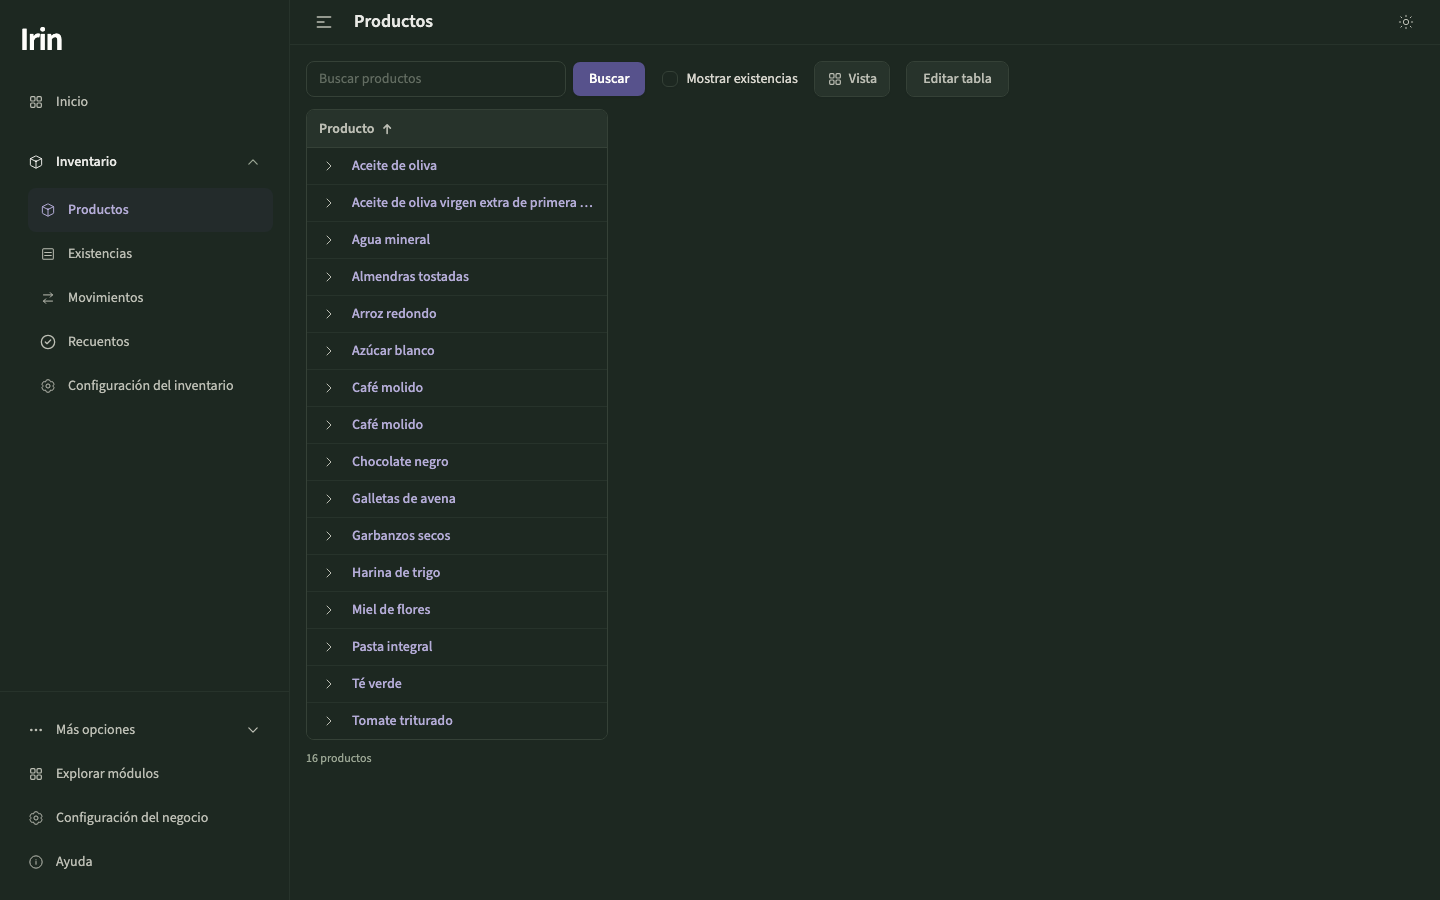 Irin
Productos
Inicio
Inventario
Productos
Existencias
Movimientos
Recuentos
Configuración del inventario
Más opciones
Explorar módulos
Configuración del negocio
Ayuda
Buscar productos
Buscar
Mostrar existencias
Vista
Editar tabla
Producto
Aceite de oliva
Aceite de oliva virgen extra de primera ...
Agua mineral
Almendras tostadas
Arroz redondo
Azúcar blanco
Café molido
Café molido
Chocolate negro
Galletas de avena
Garbanzos secos
Harina de trigo
Miel de flores
Pasta integral
Té verde
Tomate triturado
16 productos